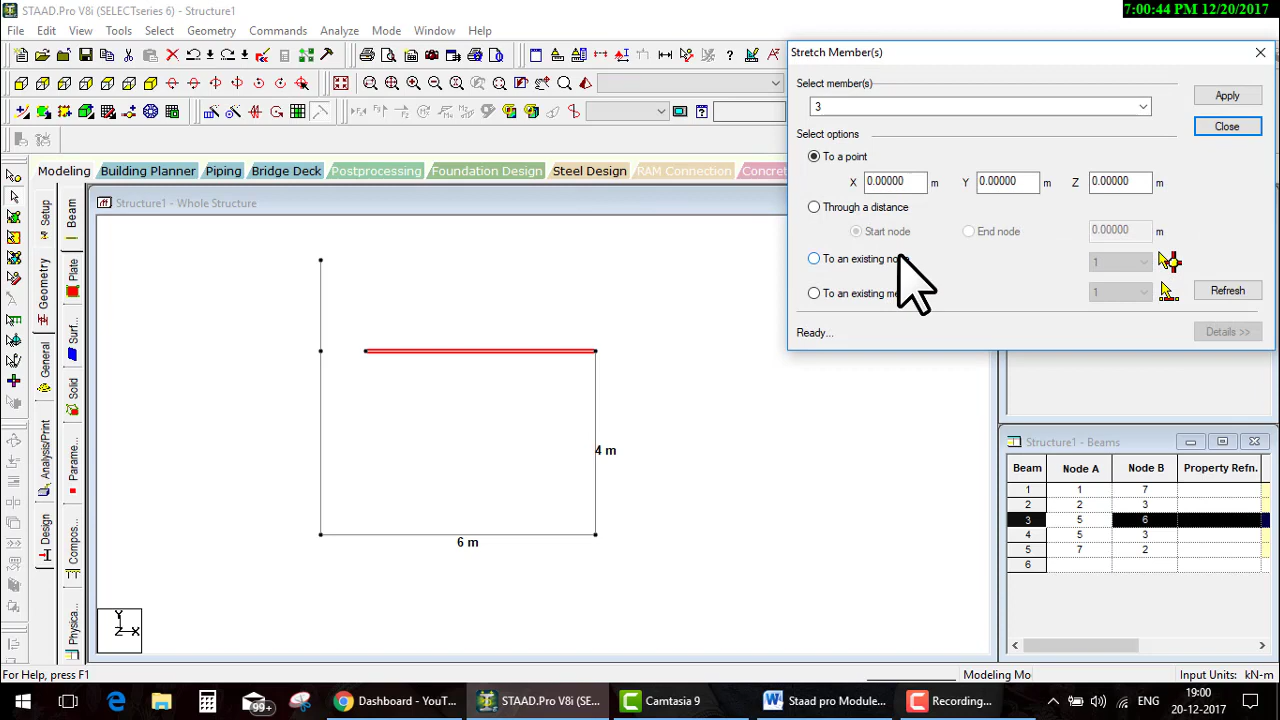 STAAD.Pro V8i (SELECTseries 6) - Structure1
7:00:44 PM 12/20/2017
File Edit View Tools Select Geometry Commands Analyze Mode Window Help
Stretch Member(s)
Select member(s)
3
Apply
Close
Select options
To a point
X 0.00000 m Y 0.00000 m Z 0.00000 m
Through a distance
Start node End node 0.00000 m
To an existing 1
To an existing 1 Refresh
Ready... Details >>
Modeling Building Planner Piping Bridge Deck Postprocessing Foundation Design Steel Design RAM Connection Concret
Structure1 - Whole Structure
Setup
Geometry
General
Analysis/Print
Design
Beam
Plate
Surf...
Solid
Parame...
Compos...
Physica...
4 m
6 m
Y
Z X
Structure1 - Beams
Beam Node A Node B Property Refn.
1 1 7
2 2 3
3 5 6
4 5 3
5 7 2
6
For Help, press F1
Modeling Mo
Input Units: kN-m
99+
Dashboard - YouT...
STAAD.Pro V8i (SE...
Camtasia 9
Staad pro Module...
Recording...
ENG
19:00
20-12-2017